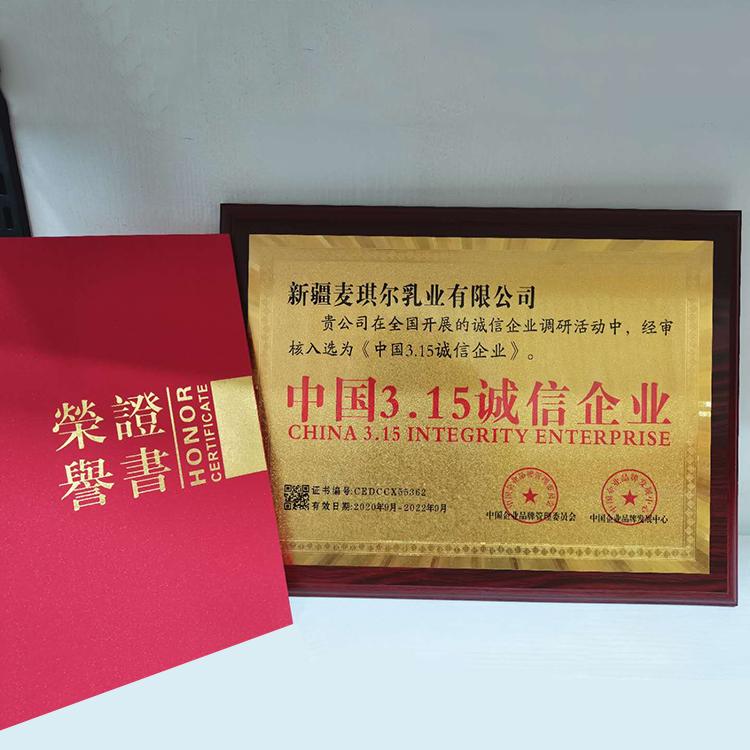 榮譽
證書
HONOR
CERTIFICATE
新疆麦琪尔乳业有限公司
贵公司在全国开展的诚信企业调研活动中，经审
核入选为《中国3.15诚信企业》。
中国3.15诚信企业
CHINA 3.15 INTEGRITY ENTERPRISE
证书编号:CEDCCX55362
有效日期:2020年9月-2022年9月
中国企业品牌管理委员会
中国企业品牌发展中心